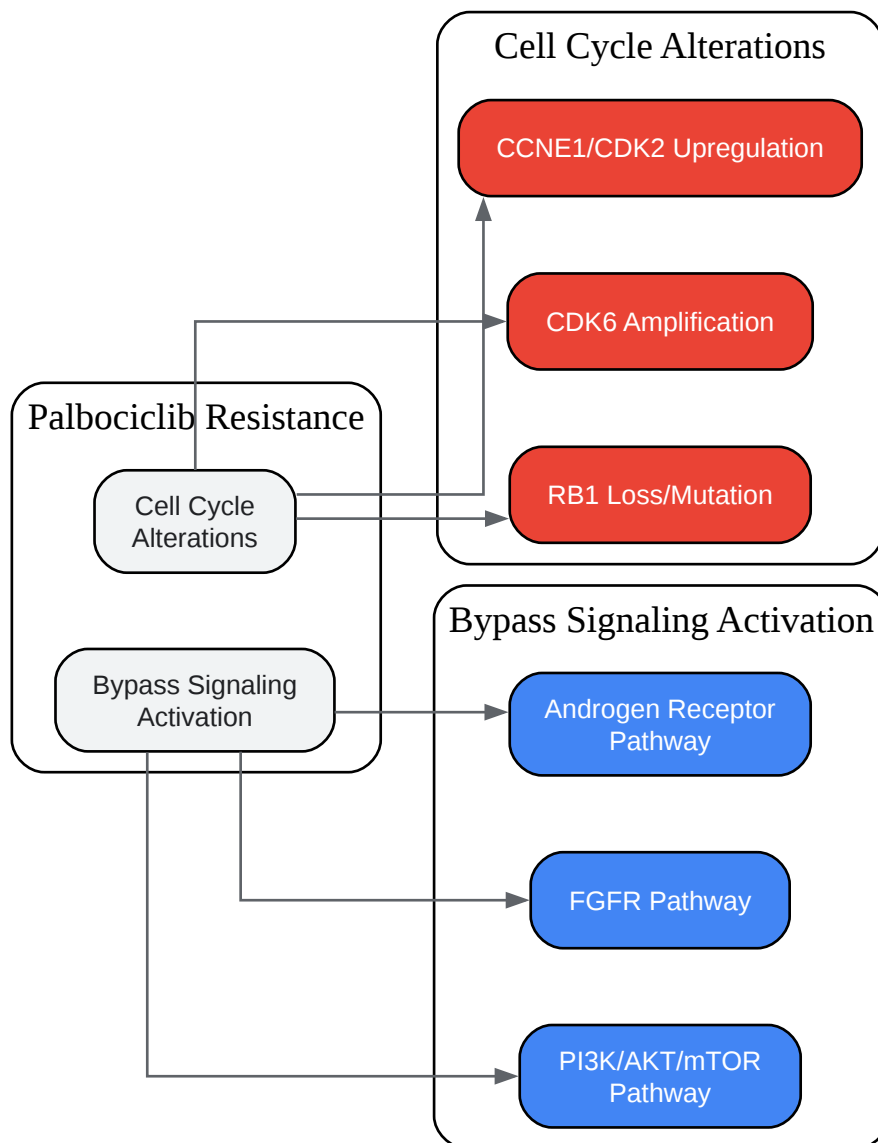 Cell Cycle Alterations
CCNE1/CDK2 Upregulation
CDK6 Amplification
RB1 Loss/Mutation
Palbociclib Resistance
Cell Cycle
Alterations
Bypass Signaling
Activation
Bypass Signaling Activation
Androgen Receptor
Pathway
FGFR Pathway
PI3K/AKT/mTOR
Pathway